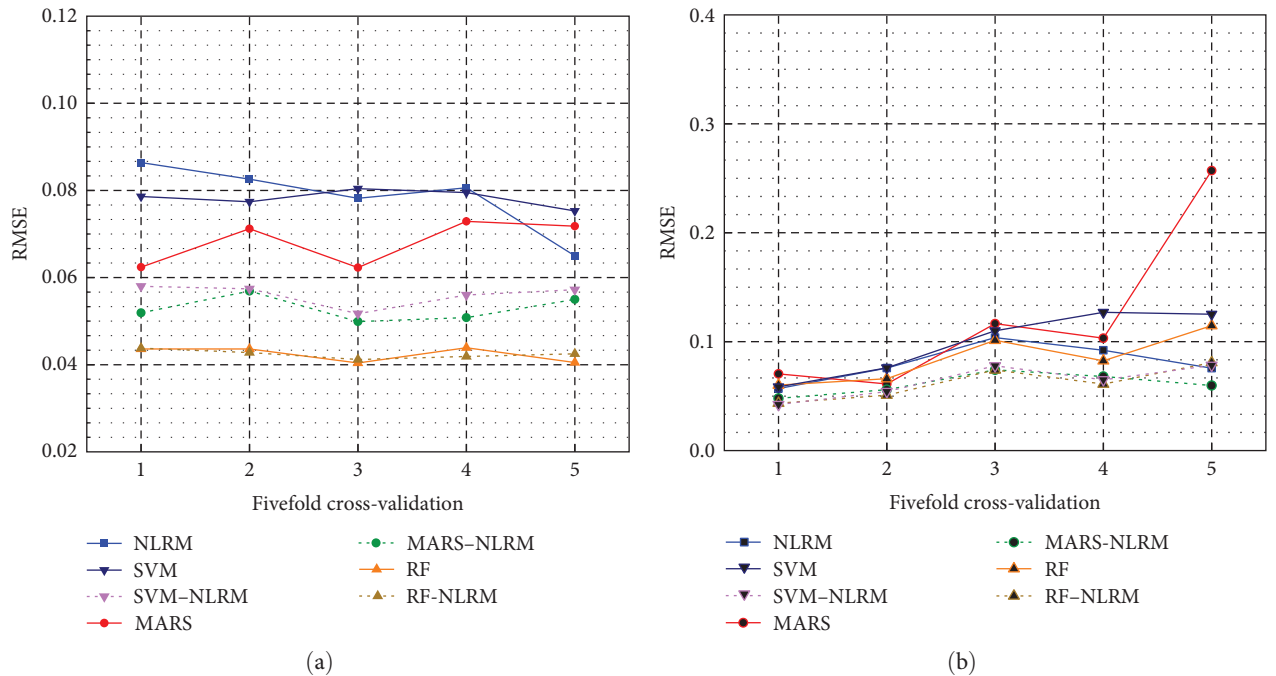 0.12
0.10
0.08
0.06
0.04
0.02
RMSE
1 2 3 4 5
Fivefold cross-validation
NLRM
SVM
SVM–NLRM
MARS
MARS–NLRM
RF
RF-NLRM
(a)
0.4
0.3
0.2
0.1
0.0
RMSE
1 2 3 4 5
Fivefold cross-validation
NLRM
SVM
SVM–NLRM
MARS
MARS-NLRM
RF
RF–NLRM
(b)